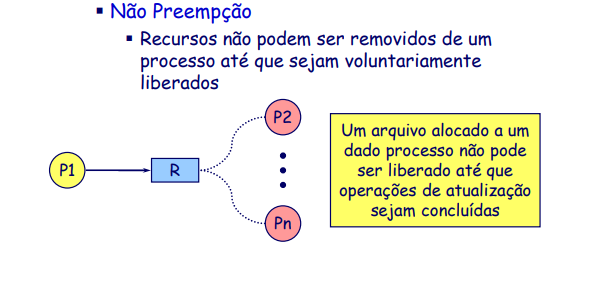 ▪ Não Preempção
▪ Recursos não podem ser removidos de um
processo até que sejam voluntariamente
liberados
P2
Um arquivo alocado a um
dado processo não pode
ser liberado até que
operações de atualização
sejam concluídas
P1
R
Pn